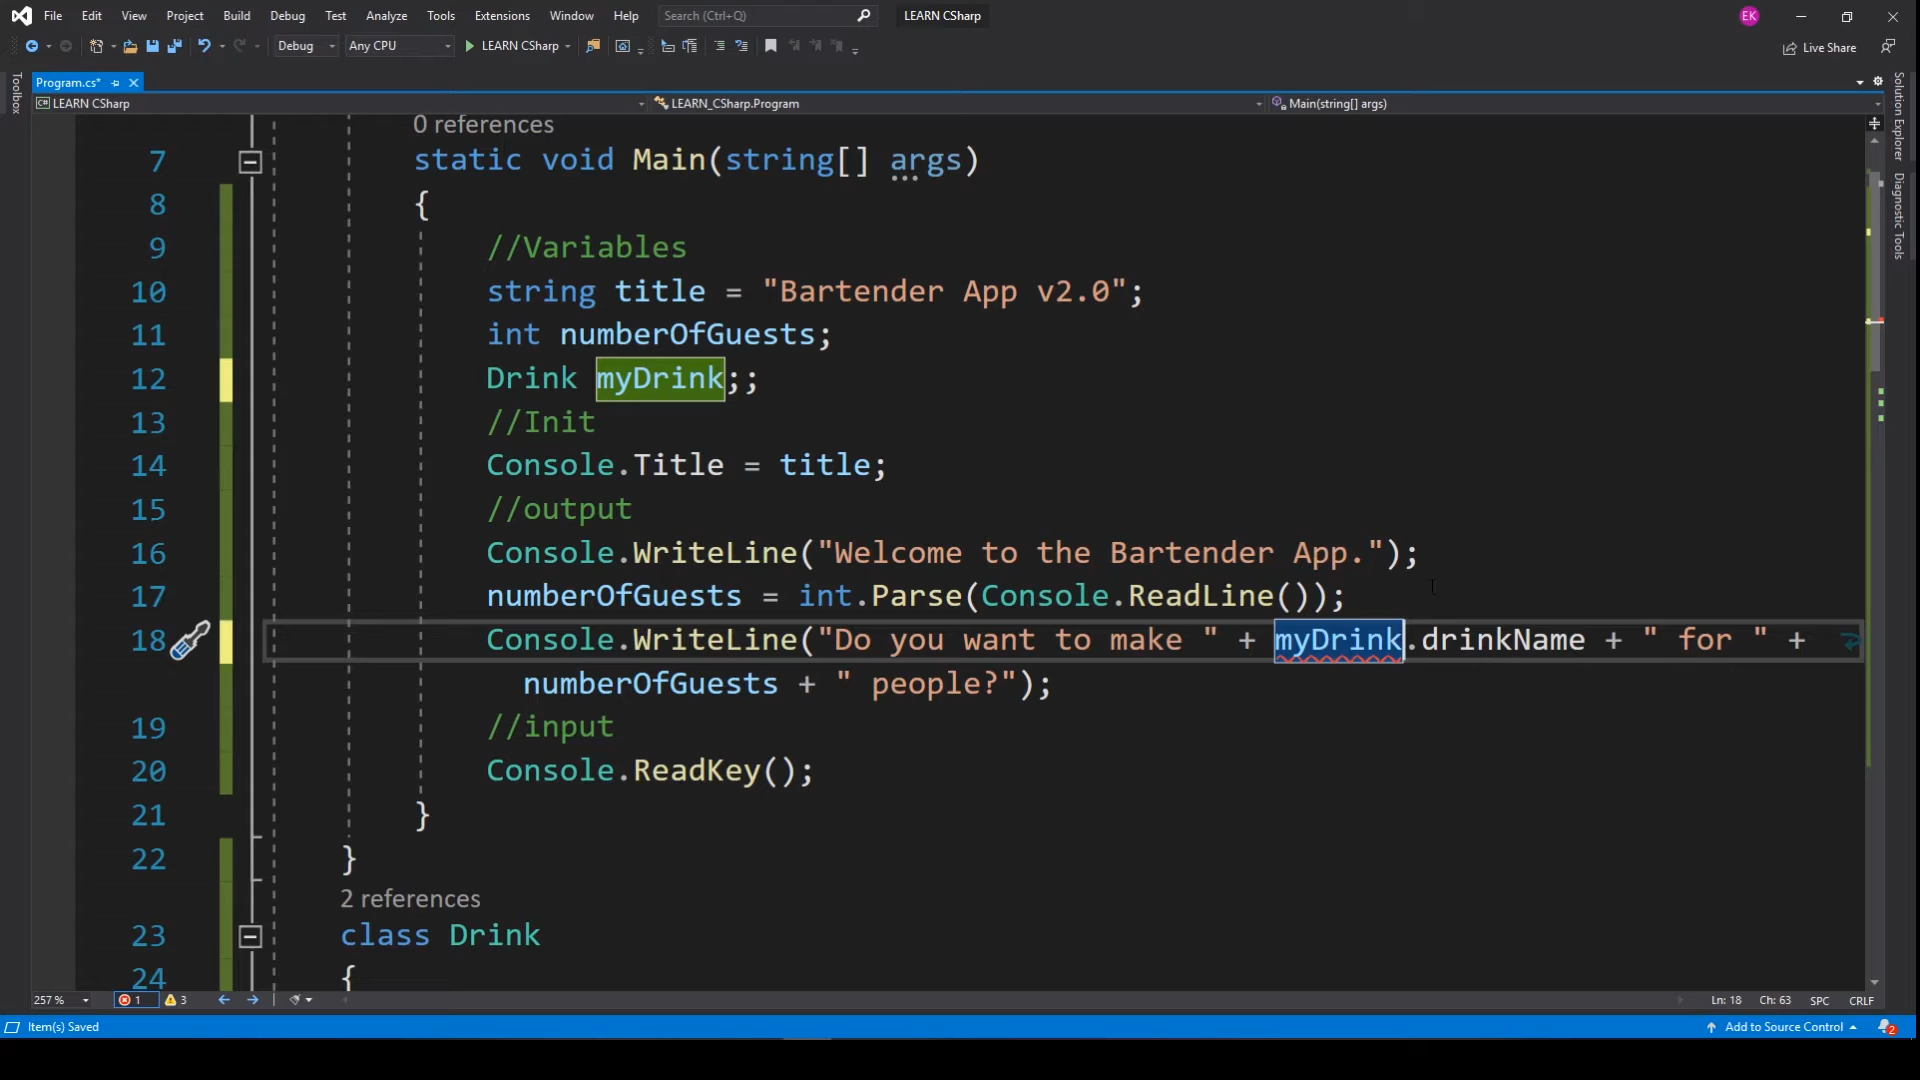 File Edit View Project Build Debug Test Analyze Tools Extensions Window Help Search (Ctrl+Q) LEARN CSharp EK
Debug Any CPU LEARN CSharp Live Share
Program.cs*
LEARN CSharp LEARN_CSharp.Program Main(string[] args)
Toolbox
Solution Explorer
Diagnostic Tools
0 references
7 static void Main(string[] args)
8 {
9 //Variables
10 string title = "Bartender App v2.0";
11 int numberOfGuests;
12 Drink myDrink;;
13 //Init
14 Console.Title = title;
15 //output
16 Console.WriteLine("Welcome to the Bartender App.");
17 numberOfGuests = int.Parse(Console.ReadLine());
18 Console.WriteLine("Do you want to make " + myDrink.drinkName + " for " +
numberOfGuests + " people?");
19 //input
20 Console.ReadKey();
21 }
22 }
2 references
23 class Drink
24 {
257 % 1 3 Ln: 18 Ch: 63 SPC CRLF
Item(s) Saved Add to Source Control 2